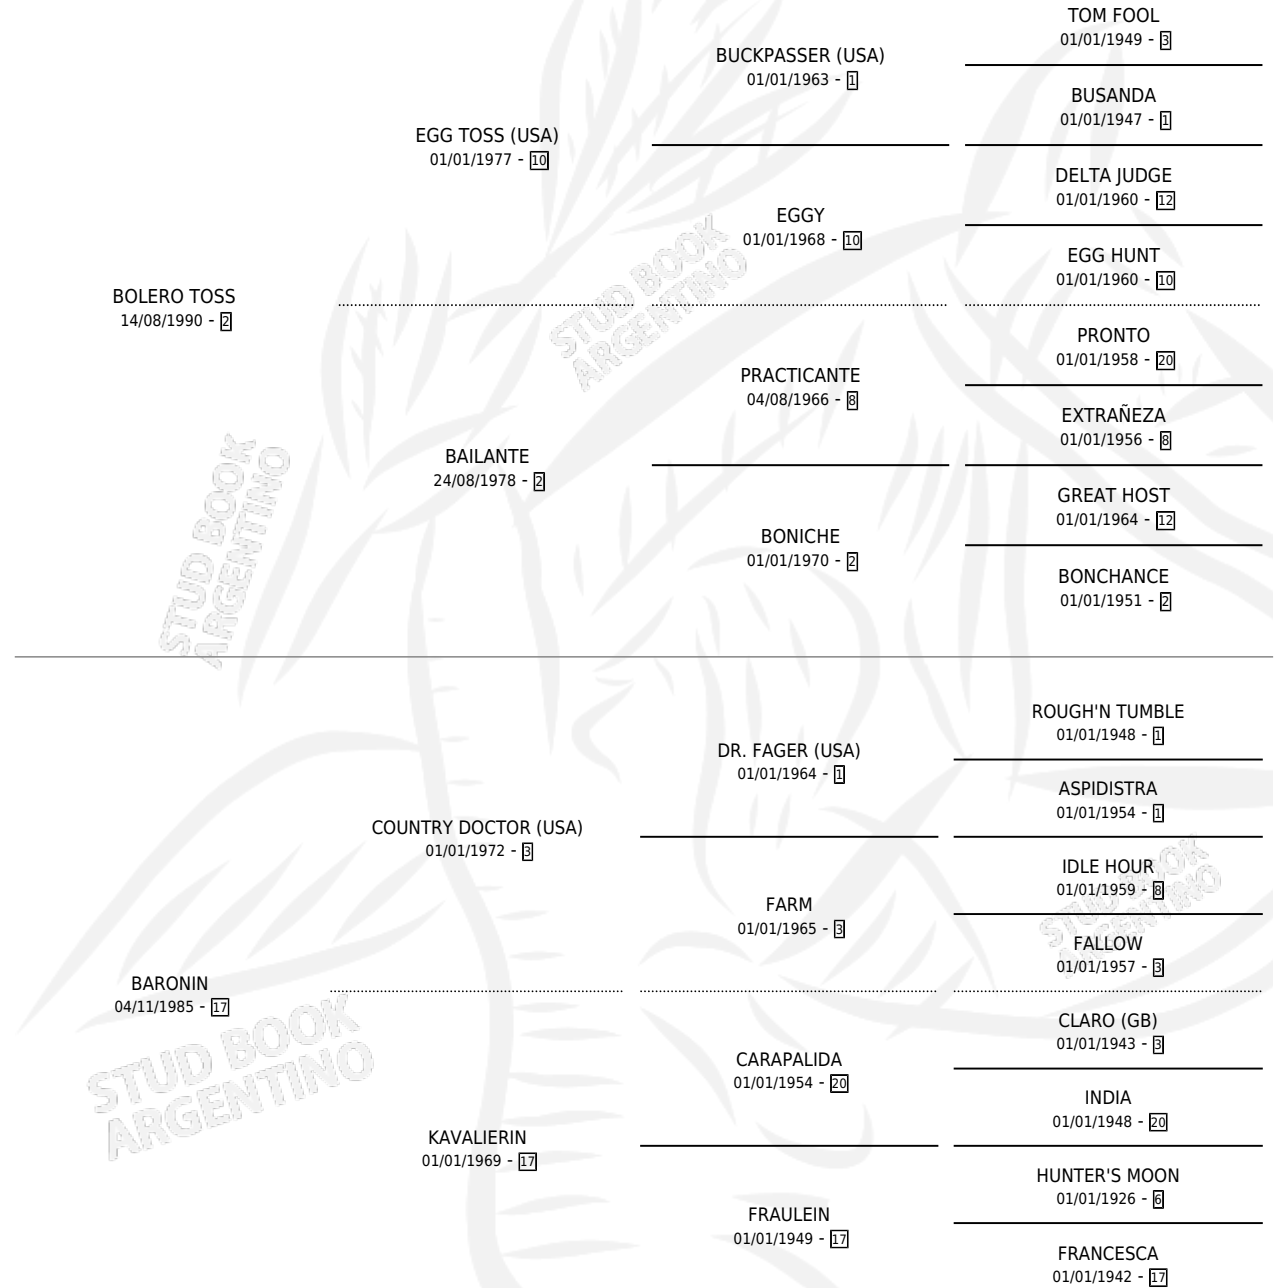 TOM FOOL
01/01/1949 - 3
BUCKPASSER (USA)
01/01/1963 - 1
BUSANDA
01/01/1947 - 1
EGG TOSS (USA)
01/01/1977 - 10
DELTA JUDGE
01/01/1960 - 12
EGGY
01/01/1968 - 10
EGG HUNT
01/01/1960 - 10
BOLERO TOSS
14/08/1990 - 2
STUD BOOK
ARGENTINO
PRONTO
01/01/1958 - 20
PRACTICANTE
04/08/1966 - 8
EXTRAÑEZA
01/01/1956 - 8
BAILANTE
24/08/1978 - 2
GREAT HOST
01/01/1964 - 12
BONICHE
01/01/1970 - 2
BONCHANCE
01/01/1951 - 2
STUD BOOK
ARGENTINO
ROUGH'N TUMBLE
01/01/1948 - 1
DR. FAGER (USA)
01/01/1964 - 1
ASPIDISTRA
01/01/1954 - 1
COUNTRY DOCTOR (USA)
01/01/1972 - 3
IDLE HOUR
01/01/1959 - 8
FARM
01/01/1965 - 3
FALLOW
01/01/1957 - 3
STUD BOOK
ARGENTINO
BARONIN
04/11/1985 - 17
CLARO (GB)
01/01/1943 - 3
CARAPALIDA
01/01/1954 - 20
INDIA
01/01/1948 - 20
STUD BOOK
ARGENTINO
KAVALIERIN
01/01/1969 - 17
HUNTER'S MOON
01/01/1926 - 6
FRAULEIN
01/01/1949 - 17
FRANCESCA
01/01/1942 - 17